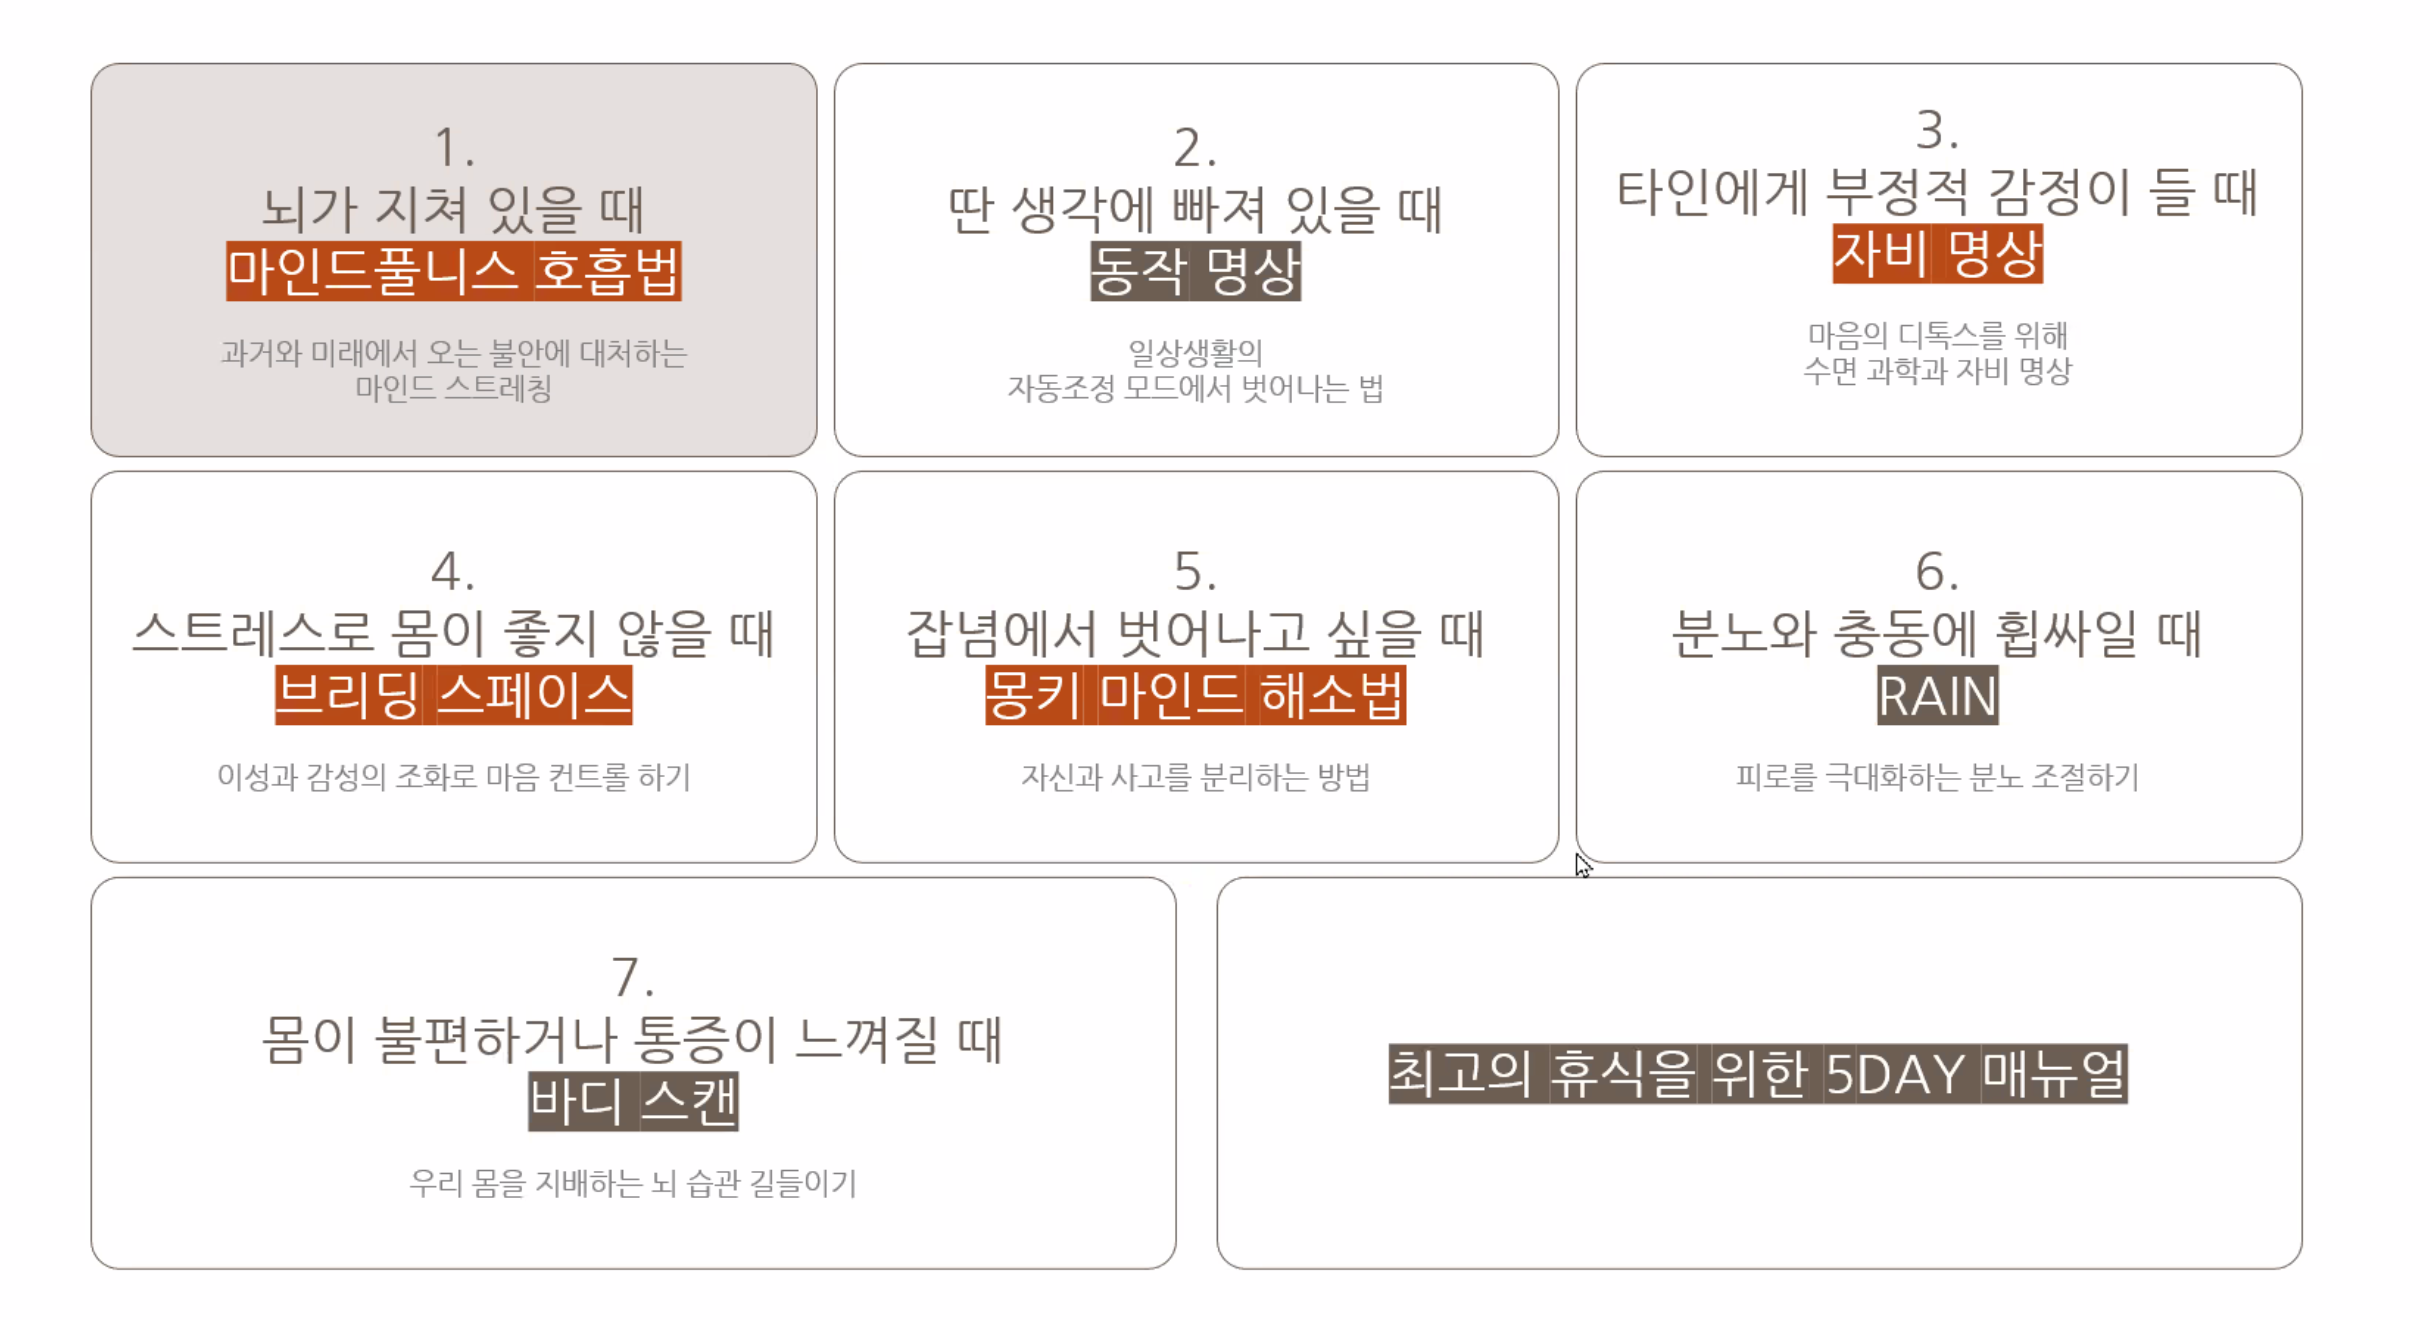 1.
뇌가 지쳐 있을 때
마인드풀니스 호흡법
과거와 미래에서 오는 불안에 대처하는
마인드 스트레칭
2.
딴 생각에 빠져 있을 때
동작 명상
일상생활의
자동조정 모드에서 벗어나는 법
3.
타인에게 부정적 감정이 들 때
자비 명상
마음의 디톡스를 위해
수면 과학과 자비 명상
4.
스트레스로 몸이 좋지 않을 때
브리딩 스페이스
이성과 감성의 조화로 마음 컨트롤 하기
5.
잡념에서 벗어나고 싶을 때
몽키 마인드 해소법
자신과 사고를 분리하는 방법
6.
분노와 충동에 휩싸일 때
RAIN
피로를 극대화하는 분노 조절하기
7.
몸이 불편하거나 통증이 느껴질 때
바디 스캔
우리 몸을 지배하는 뇌 습관 길들이기
최고의 휴식을 위한 5DAY 매뉴얼